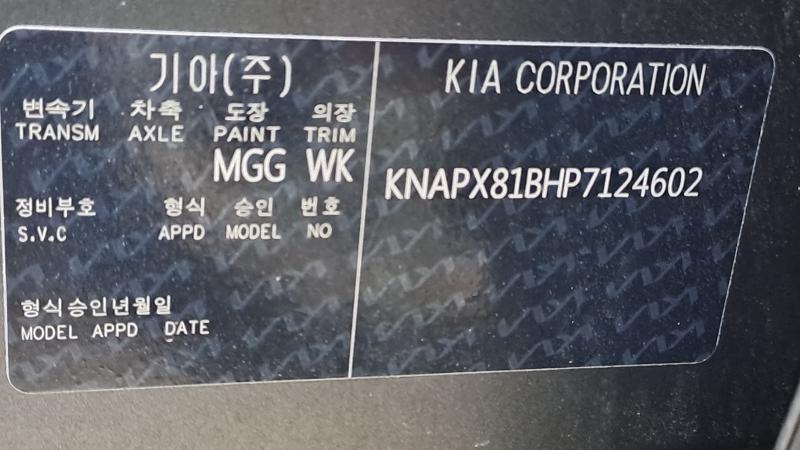 기아(주)
변속기 차축 도장 의장
TRANSM AXLE PAINT TRIM
MGG WK
정비부호 형식 승인 번호
S.V.C APPD MODEL NO
형식승인년월일
MODEL APPD DATE
KIA CORPORATION
KNAPX81BHP7124602